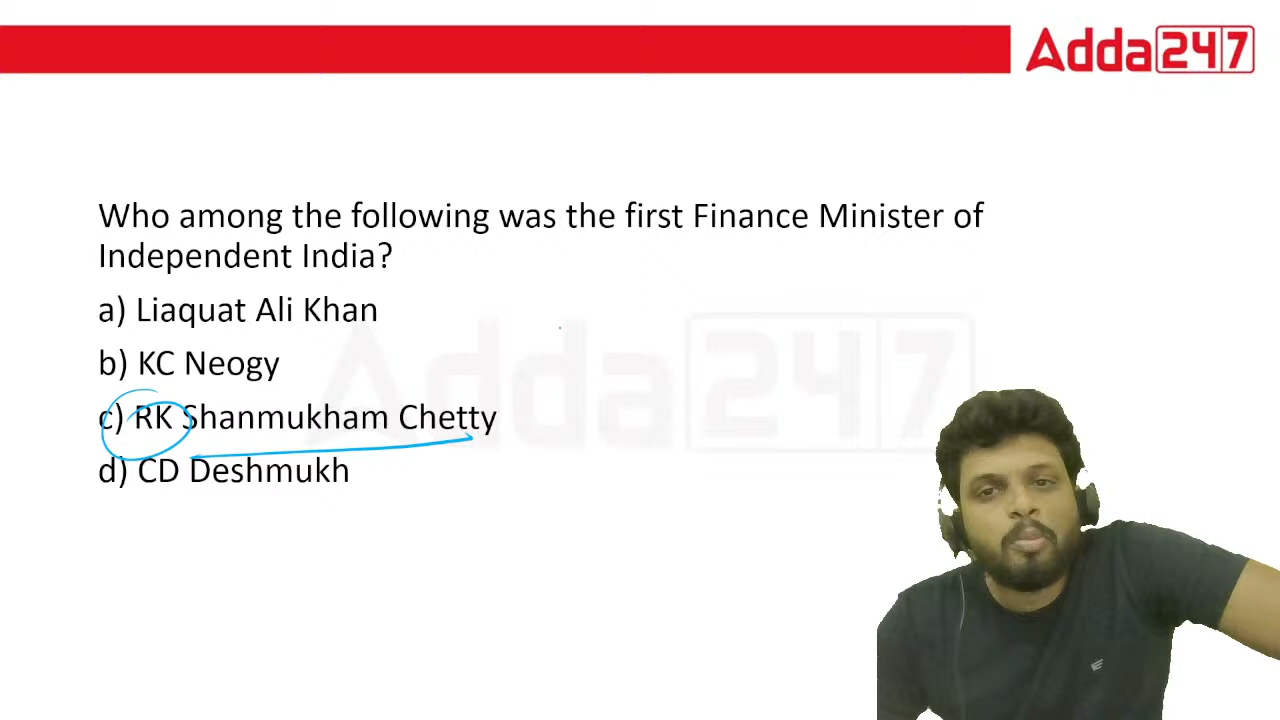 Adda247
Who among the following was the first Finance Minister of
Independent India?
a) Liaquat Ali Khan
b) KC Neogy
Adda247
c) RK Shanmukham Chetty
d) CD Deshmukh